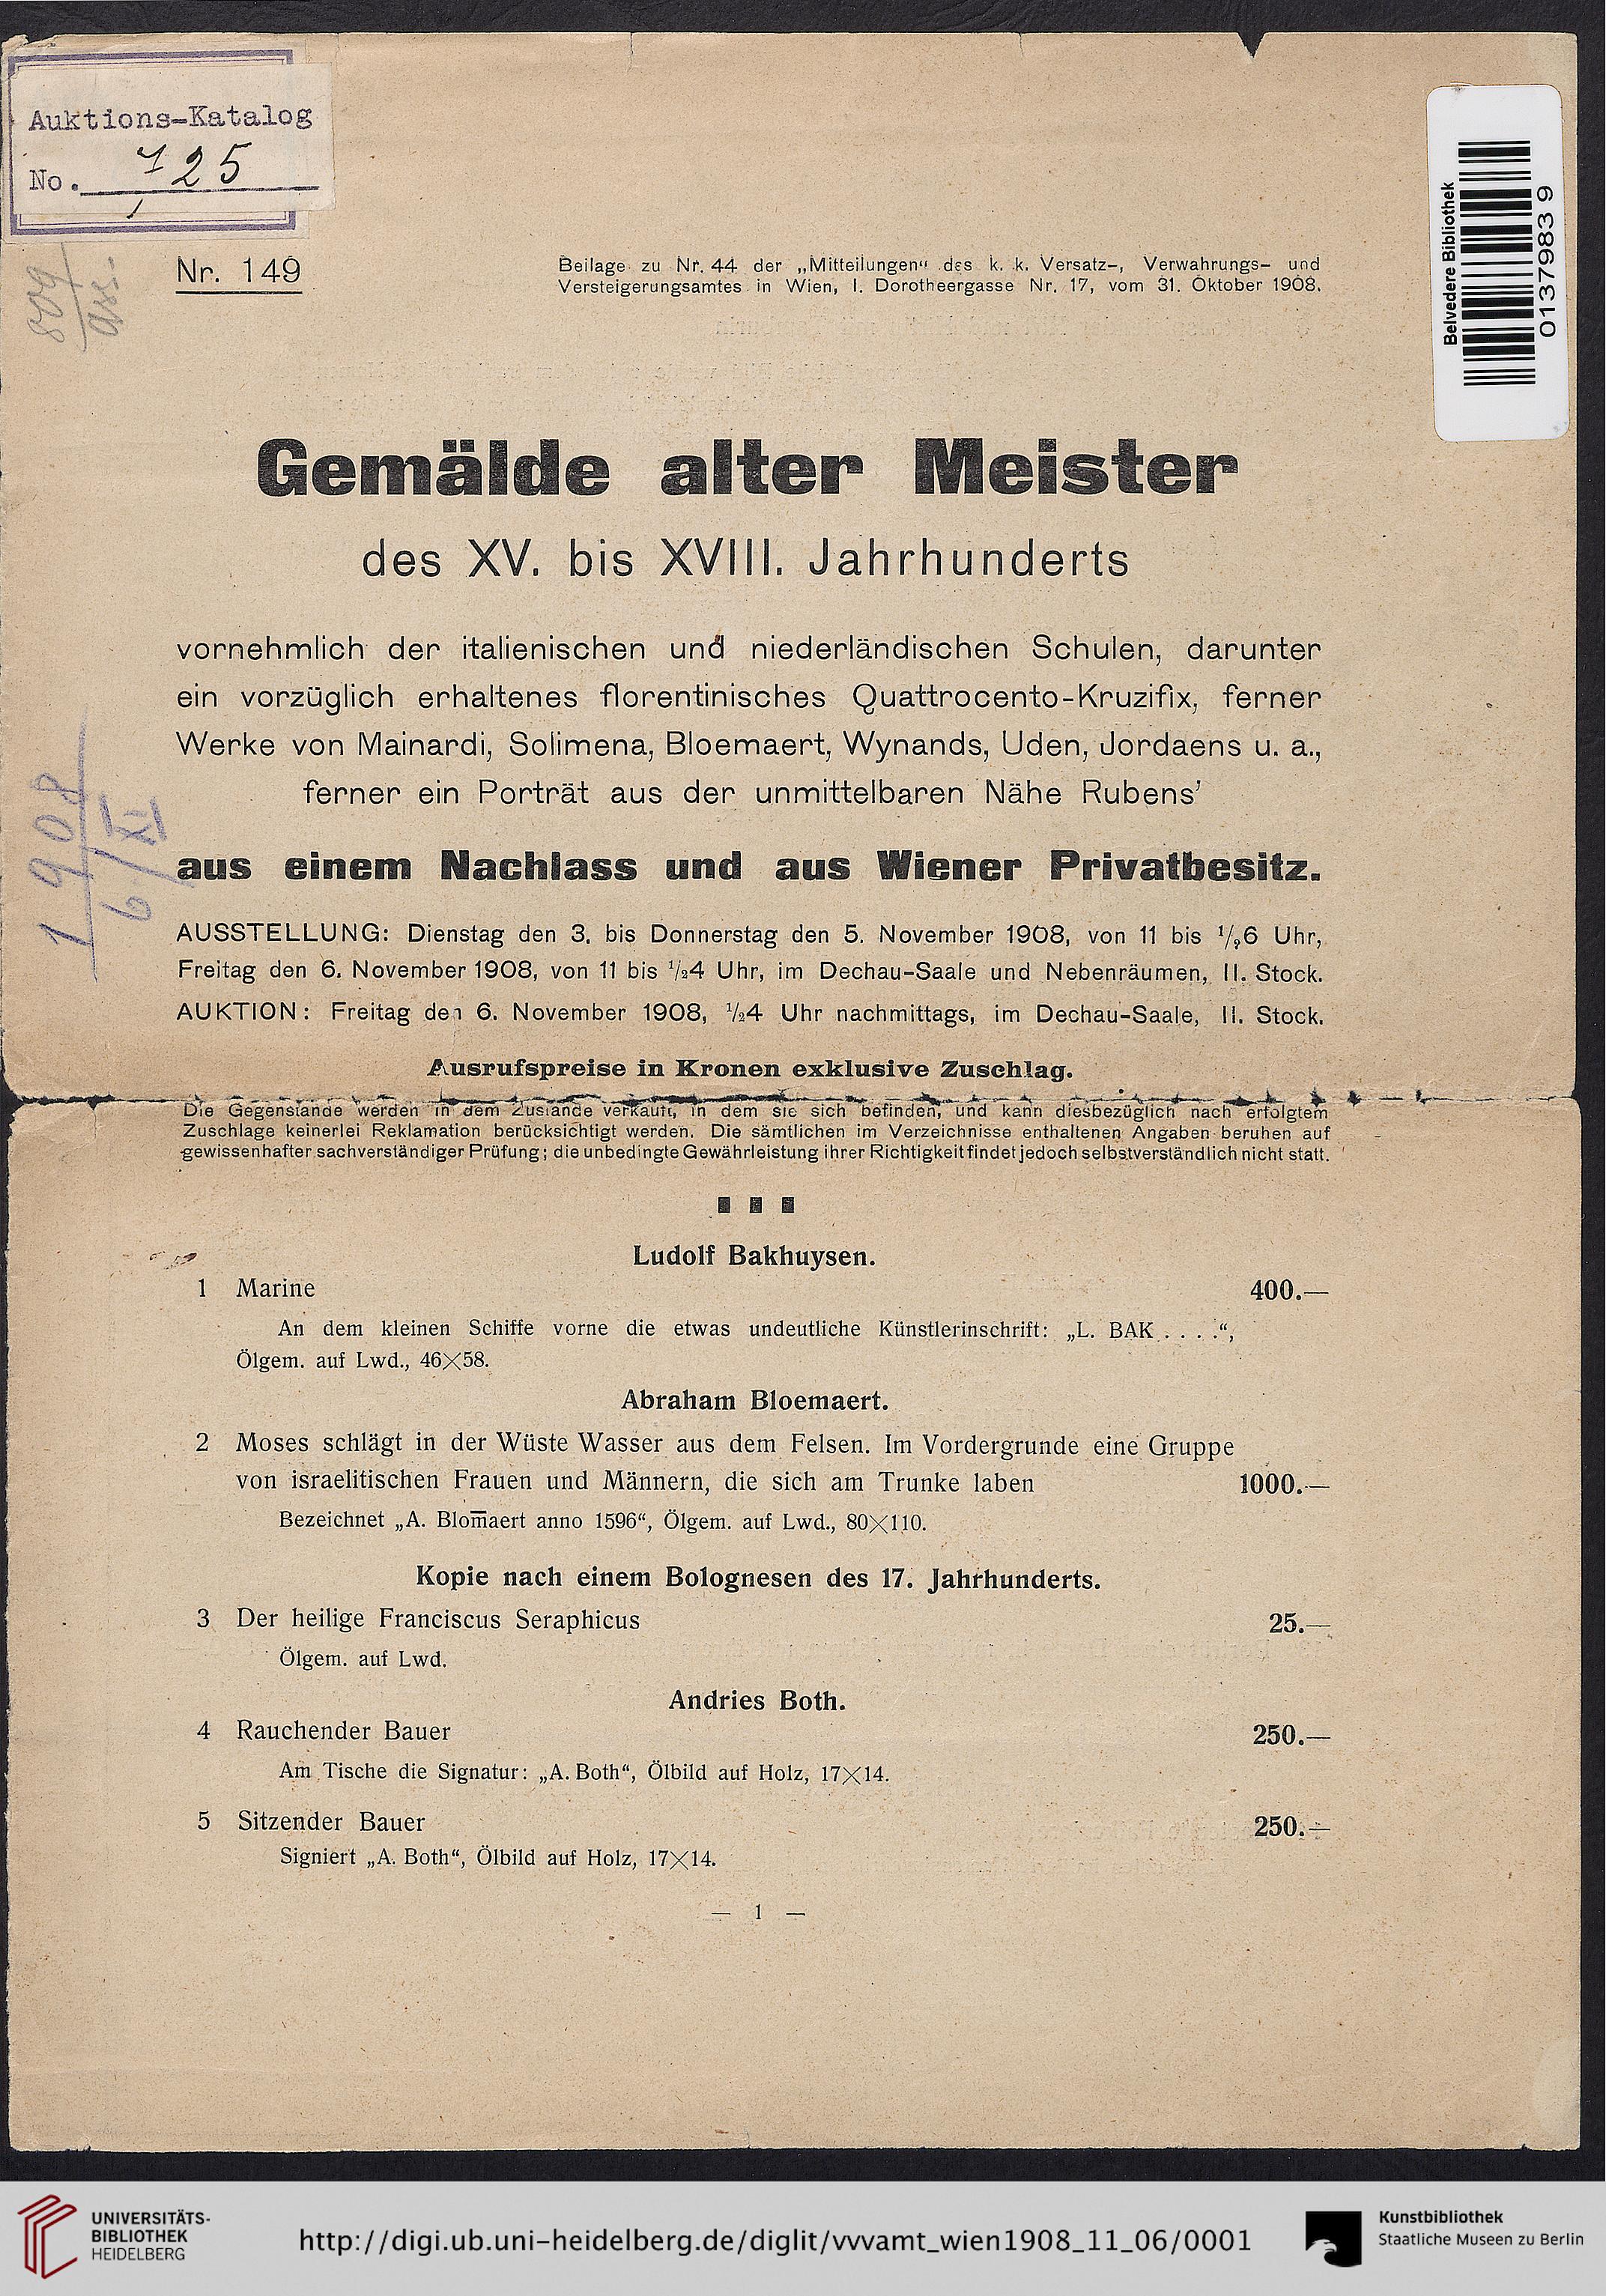 Auktions-Katalog
No. 725
Belvedere Bibliothek
0137983 9
Nr. 149
Beilage zu Nr. 44 der „Mitteilungen“ des k. k. Versatz-, Verwahrungs- und
Versteigerungsamtes in Wien, I. Dorotheergasse Nr. 17, vom 31. Oktober 1908.
Gemälde alter Meister
des XV. bis XVIII. Jahrhunderts
vornehmlich der italienischen und niederländischen Schulen, darunter
ein vorzüglich erhaltenes florentinisches Quattrocento-Kruzifix, ferner
Werke von Mainardi, Solimena, Bloemaert, Wynands, Uden, Jordaens u. a.,
ferner ein Porträt aus der unmittelbaren Nähe Rubens’
1908
6/XI
aus einem Nachlass und aus Wiener Privatbesitz.
AUSSTELLUNG: Dienstag den 3. bis Donnerstag den 5. November 1908, von 11 bis ½6 Uhr,
Freitag den 6. November 1908, von 11 bis ½4 Uhr, im Dechau-Saale und Nebenräumen, II. Stock.
AUKTION: Freitag den 6. November 1908, ½4 Uhr nachmittags, im Dechau-Saale, II. Stock.
Ausrufspreise in Kronen exklusive Zuschlag.
Die Gegenstände werden in dem Zustande verkauft, in dem sie sich befinden, und kann diesbezüglich nach erfolgtem
Zuschlage keinerlei Reklamation berücksichtigt werden. Die sämtlichen im Verzeichnisse enthaltenen Angaben beruhen auf
gewissenhafter sachverständiger Prüfung; die unbedingte Gewährleistung ihrer Richtigkeit findet jedoch selbstverständlich nicht statt.
Ludolf Bakhuysen.
1 Marine 400.—
An dem kleinen Schiffe vorne die etwas undeutliche Künstlerinschrift: „L. BAK . . . .“,
Ölgem. auf Lwd., 46×58.
Abraham Bloemaert.
2 Moses schlägt in der Wüste Wasser aus dem Felsen. Im Vordergrunde eine Gruppe
von israelitischen Frauen und Männern, die sich am Trunke laben 1000.—
Bezeichnet „A. Blom̅aert anno 1596“, Ölgem. auf Lwd., 80×110.
Kopie nach einem Bolognesen des 17. Jahrhunderts.
3 Der heilige Franciscus Seraphicus 25.—
Ölgem. auf Lwd.
Andries Both.
4 Rauchender Bauer 250.—
Am Tische die Signatur: „A. Both“, Ölbild auf Holz, 17×14.
5 Sitzender Bauer 250.—
Signiert „A. Both“, Ölbild auf Holz, 17×14.
— 1 —
UNIVERSITÄTS-
BIBLIOTHEK
HEIDELBERG
http://digi.ub.uni-heidelberg.de/diglit/vvvamt_wien1908_11_06/0001
Kunstbibliothek
Staatliche Museen zu Berlin